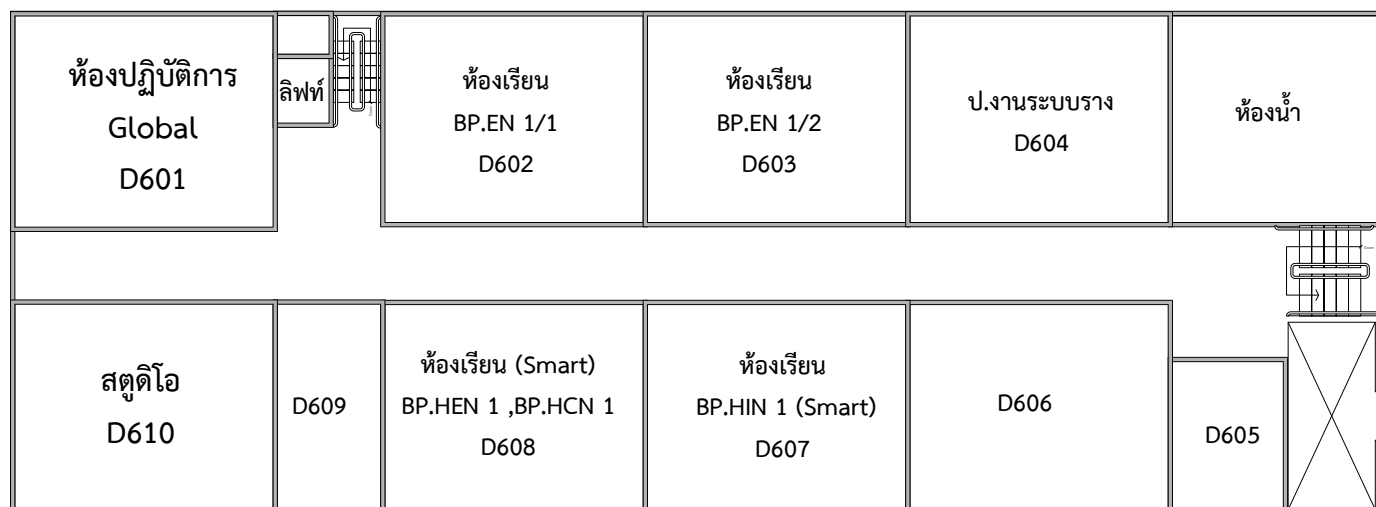 ห้องปฏิบัติการ
Global
D601
ลิฟท์
ห้องเรียน
BP.EN 1/1
D602
ห้องเรียน
BP.EN 1/2
D603
ป.งานระบบราง
D604
ห้องน้ำ
สตูดิโอ
D610
D609
ห้องเรียน (Smart)
BP.HEN 1 ,BP.HCN 1
D608
ห้องเรียน
BP.HIN 1 (Smart)
D607
D606
D605